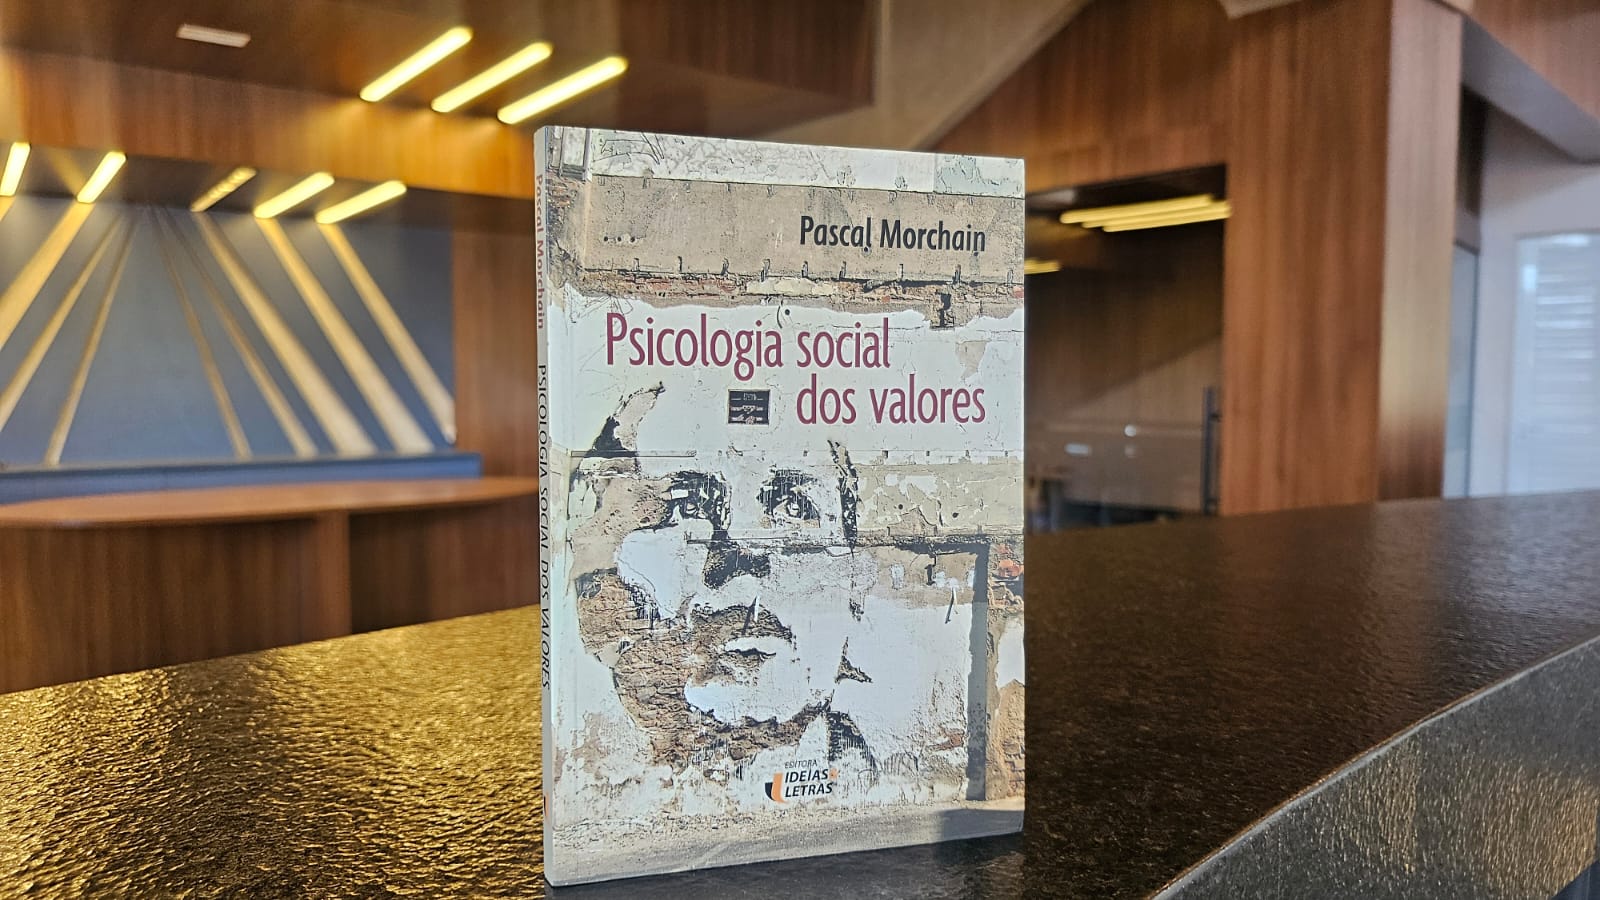 Pascal Morchain
Psicologia social
dos valores
EDITORA
IDEIAS&
LETRAS
Pascal Morchain PSICOLOGIA SOCIAL DOS VALORES